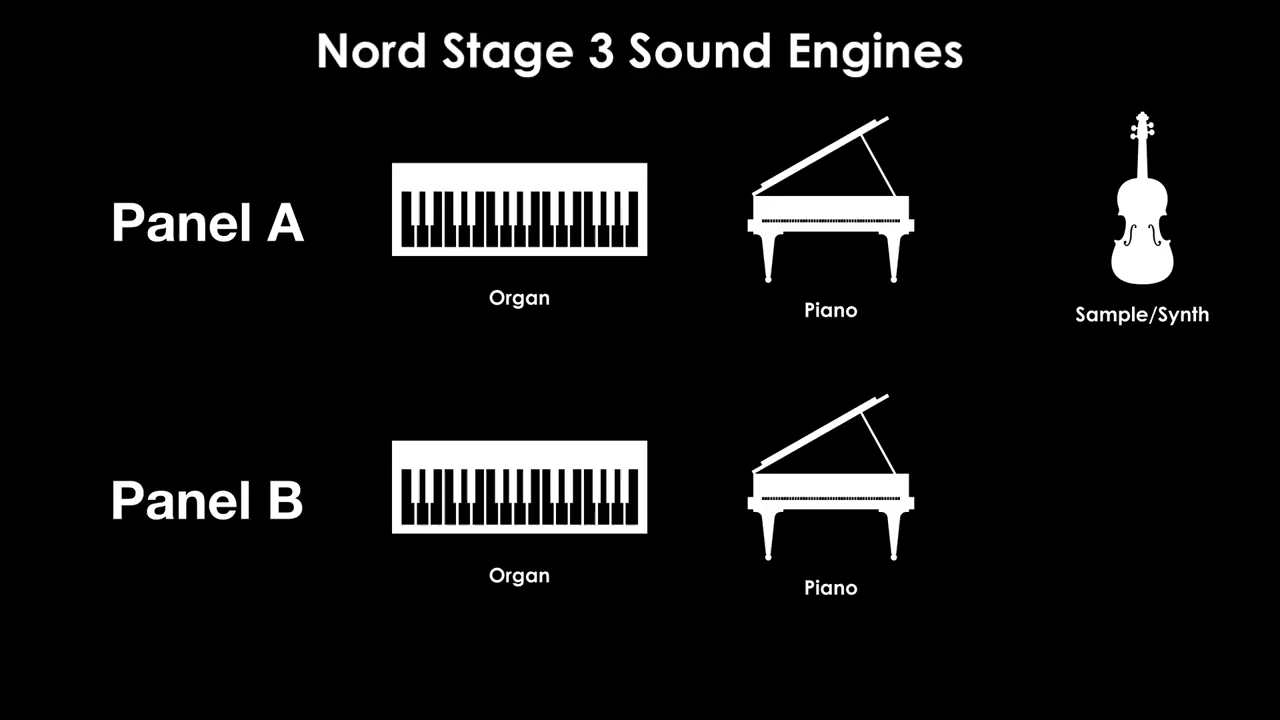 Nord Stage 3 Sound Engines
Panel A
Organ
Piano
Sample/Synth
Panel B
Organ
Piano